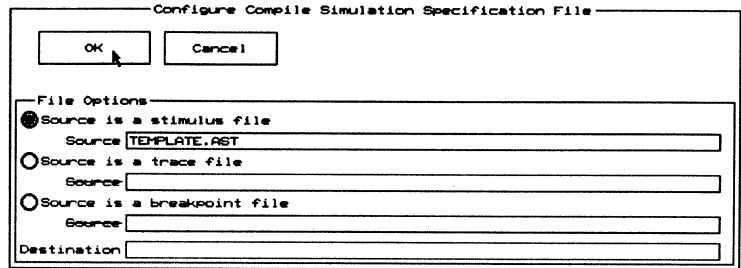 Configure Compile Simulation Specification File
OK Cancel
File Options
Source is a stimulus file
Source TEMPLATE.AST
Source is a trace file
Source
Source is a breakpoint file
Source
Destination